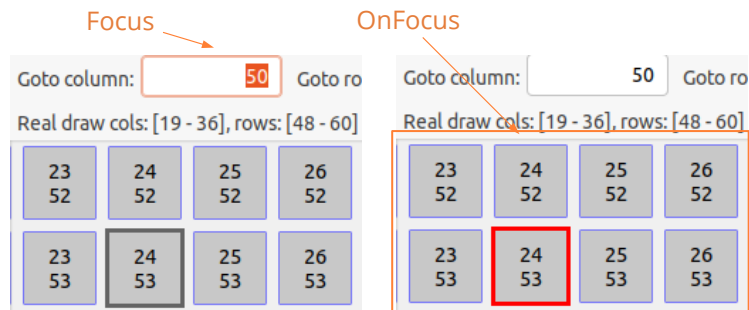 Focus
OnFocus
Goto column: 50 Goto ro
Real draw cols: [19 - 36], rows: [48 - 60]
23 24 25 26
52 52 52 52
23 24 25 26
53 53 53 53
Goto column: 50 Goto ro
Real draw cols: [19 - 36], rows: [48 - 60]
23 24 25 26
52 52 52 52
23 24 25 26
53 53 53 53